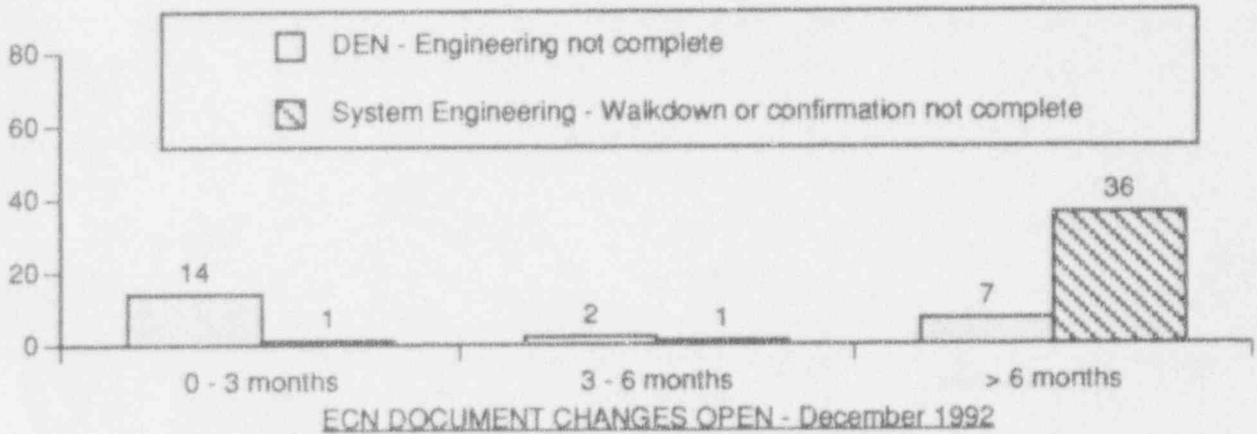 DEN - Engineering not complete
System Engineering - Walkdown or confirmation not complete
80
60
40
20
0
14
1
2
1
7
36
0 - 3 months
3 - 6 months
> 6 months
ECN DOCUMENT CHANGES OPEN - December 1992